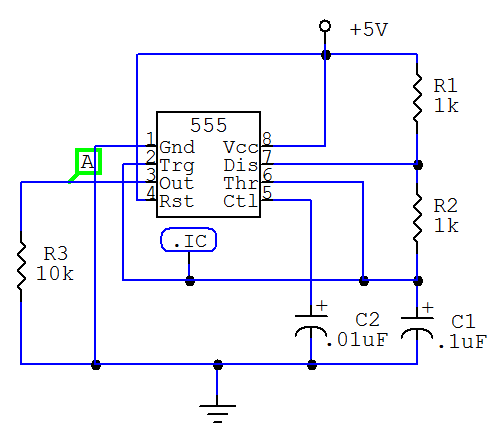 +5V
R1
1k
555
1 Gnd Vcc 8
2 Trg Dis 7
3 Out Thr 6
4 Rst Ctl 5
A
R2
1k
.IC
R3
10k
+
C2
.01uF
+
C1
.1uF